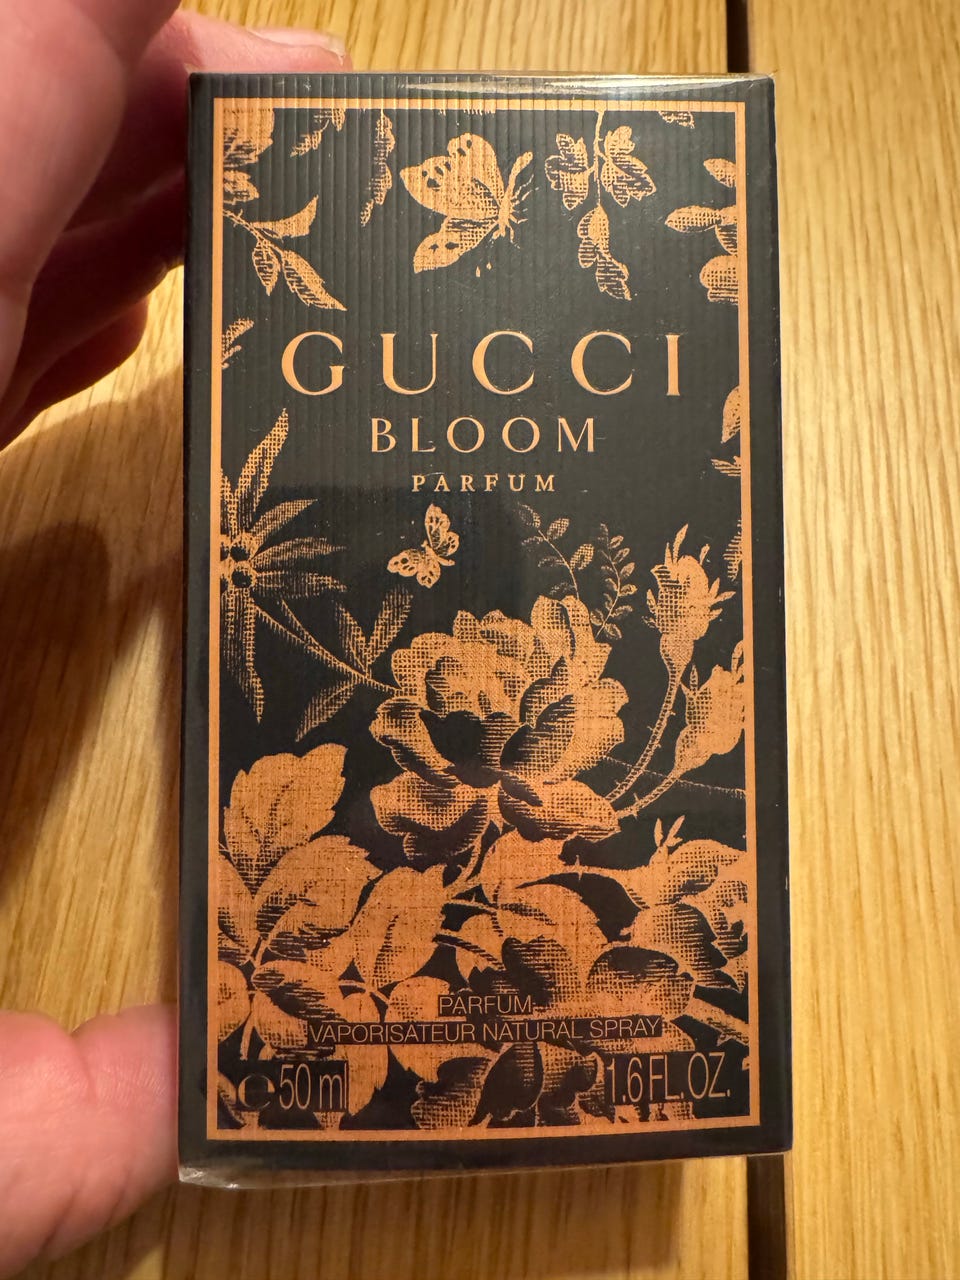 GUCCI
BLOOM
PARFUM
PARFUM
VAPORISATEUR NATURAL SPRAY
℮ 50 ml 1.6 FL. OZ.